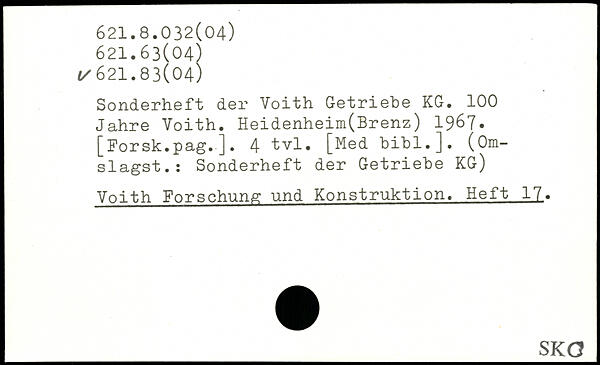 621.8.032(04)
621.63(04)
✓ 621.83(04)
Sonderheft der Voith Getriebe KG. 100
Jahre Voith. Heidenheim(Brenz) 1967.
[Forsk.pag.]. 4 tvl. [Med bibl.]. (Om-
slagst.: Sonderheft der Getriebe KG)
Voith Forschung und Konstruktion. Heft 17.
SK